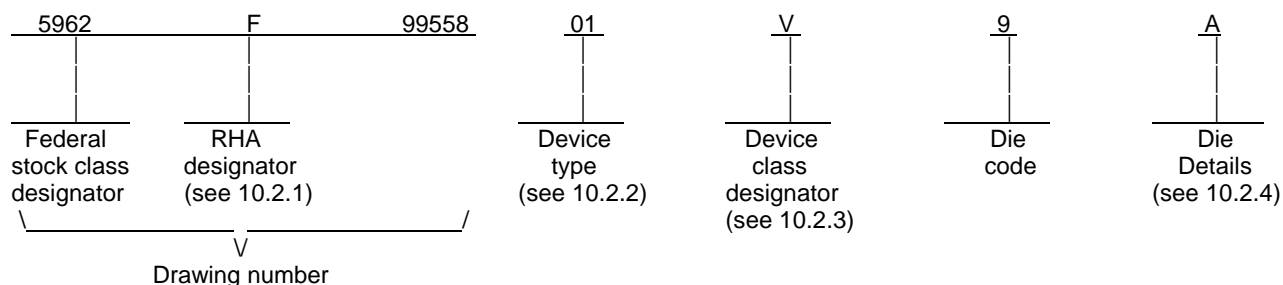 5962 F 99558 01 V 9 A
Federal RHA Device Device Die Die
stock class designator type class code Details
designator (see 10.2.1) (see 10.2.2) designator (see 10.2.4)
(see 10.2.3)
Drawing number